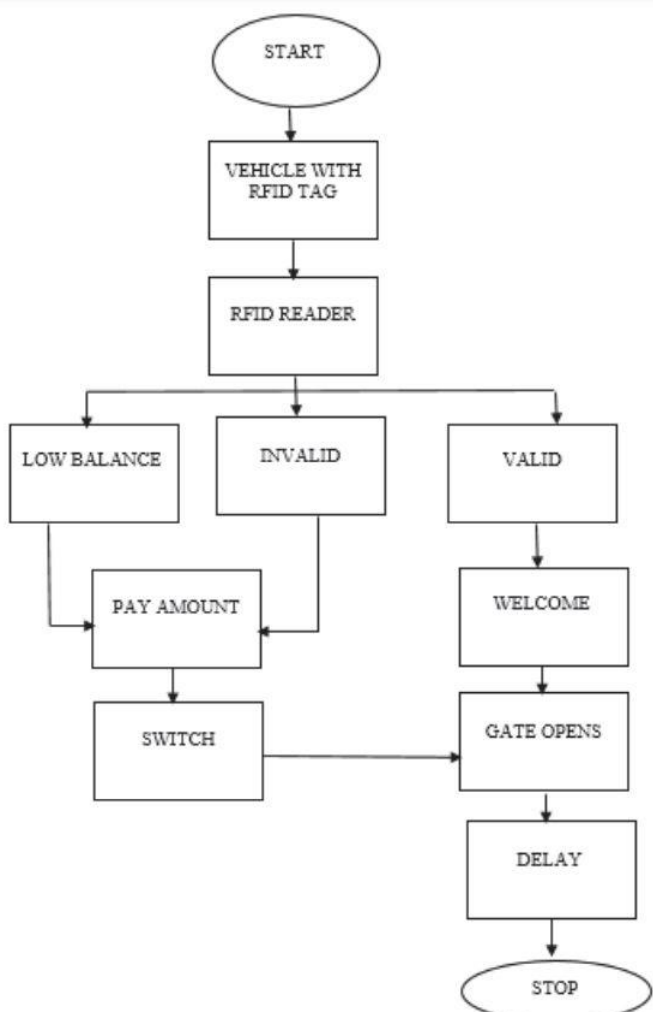 START
VEHICLE WITH
RFID TAG
RFID READER
LOW BALANCE
INVALID
VALID
PAY AMOUNT
WELCOME
SWITCH
GATE OPENS
DELAY
STOP